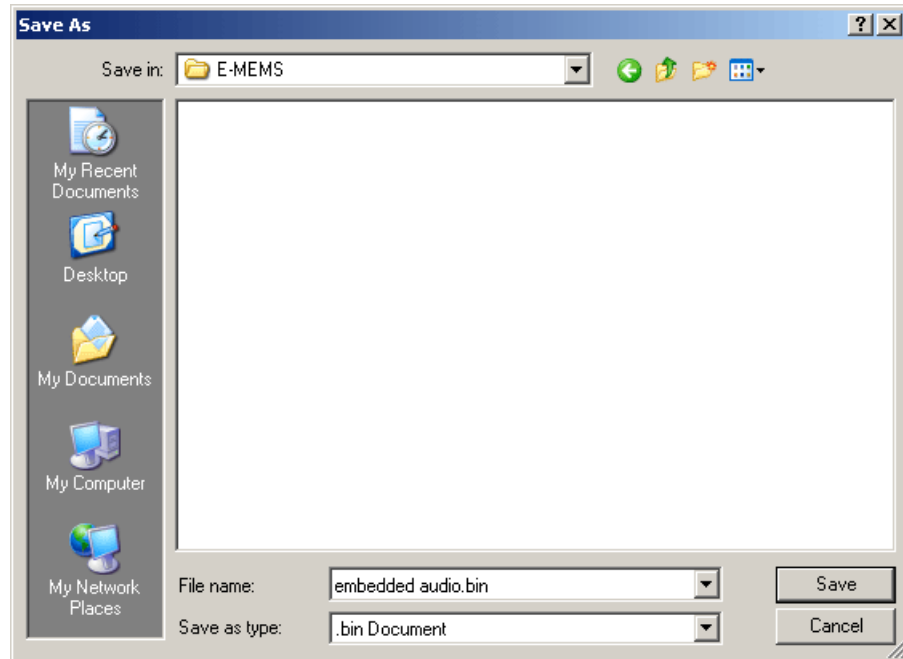 Save As
Save in:
E-MEMS
My Recent
Documents
Desktop
My Documents
My Computer
My Network
Places
File name:
embedded audio.bin
Save
Save as type:
.bin Document
Cancel